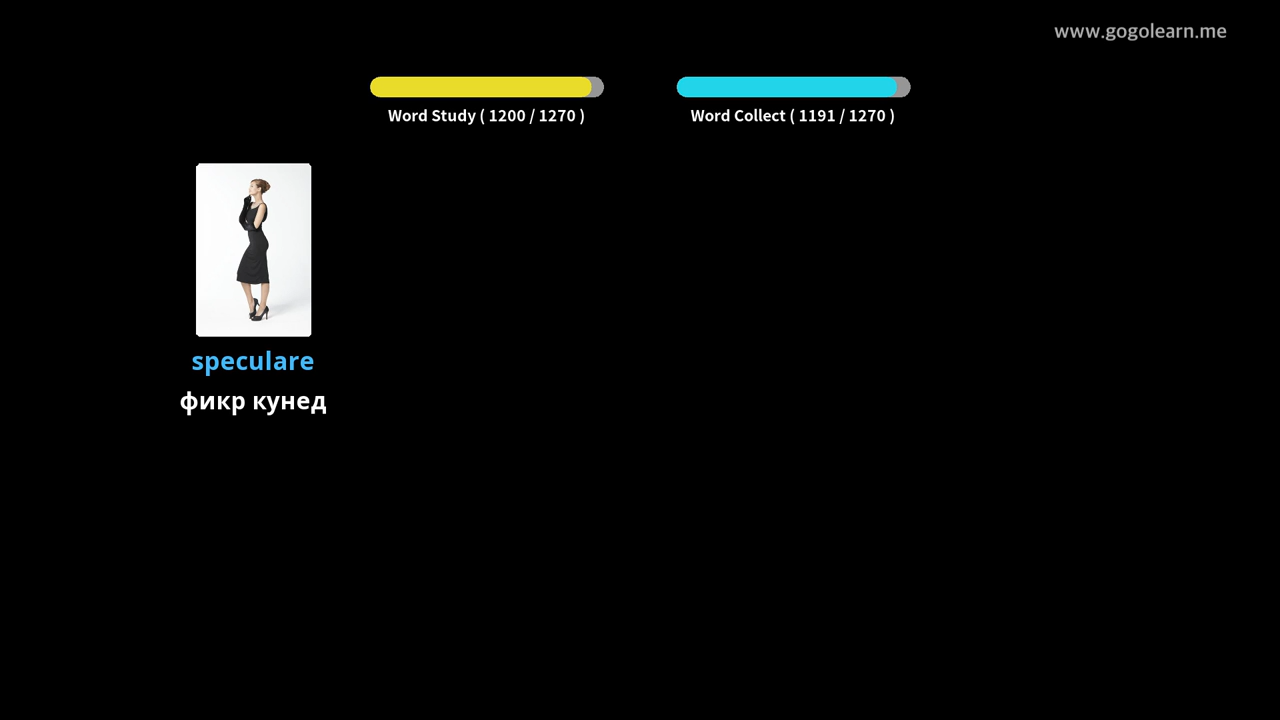 www.gogolearn.me
Word Study ( 1200 / 1270 )
Word Collect ( 1191 / 1270 )
speculare
фикр кунед